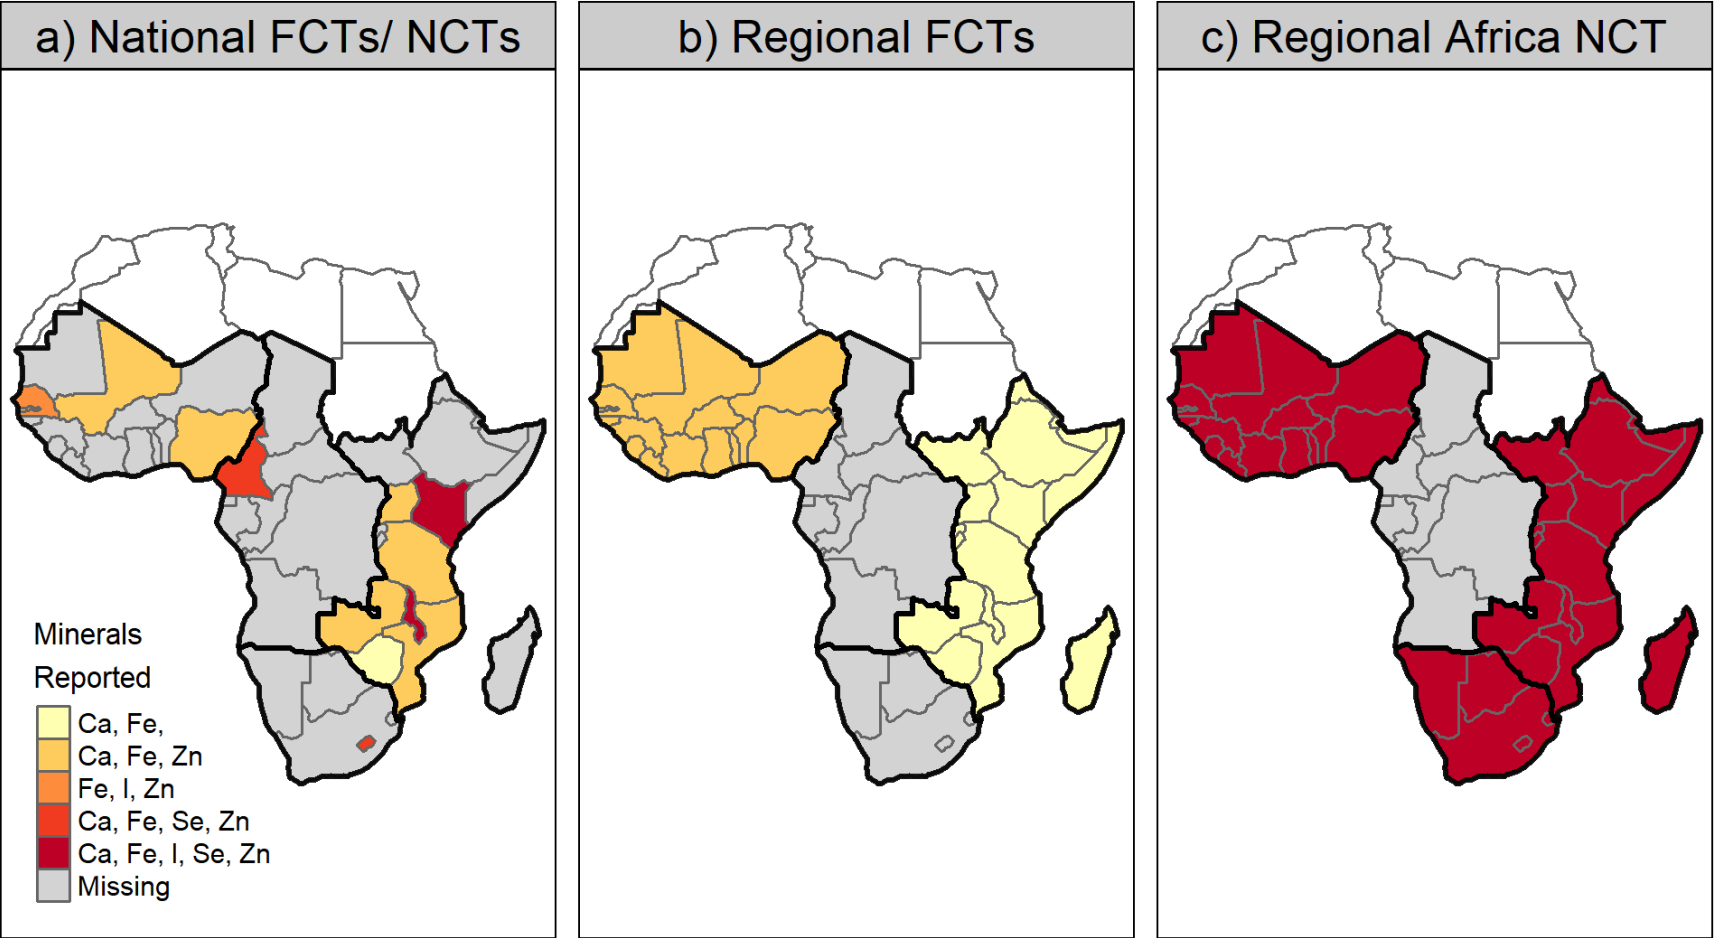 a) National FCTs/ NCTs
b) Regional FCTs
c) Regional Africa NCT
Minerals
Reported
Ca, Fe,
Ca, Fe, Zn
Fe, I, Zn
Ca, Fe, Se, Zn
Ca, Fe, I, Se, Zn
Missing